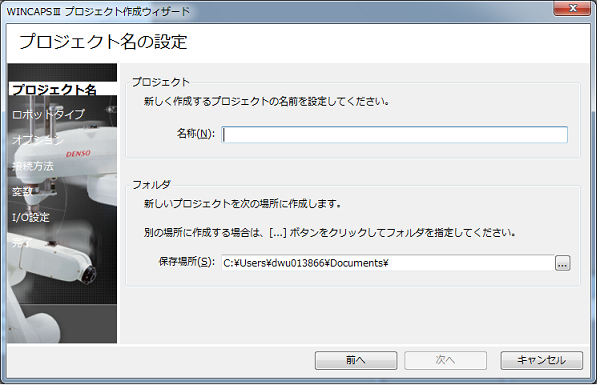 WINCAPSⅢ プロジェクト作成ウィザード
プロジェクト名の設定
プロジェクト名
ロボットタイプ
オプション
接続方法
変数
I/O設定
完了
DENSO
プロジェクト
新しく作成するプロジェクトの名前を設定してください。
名称(N):
フォルダ
新しいプロジェクトを次の場所に作成します。
別の場所に作成する場合は、[...] ボタンをクリックしてフォルダを指定してください。
保存場所(S):
C:¥Users¥dwu013866¥Documents¥
...
前へ
次へ
キャンセル